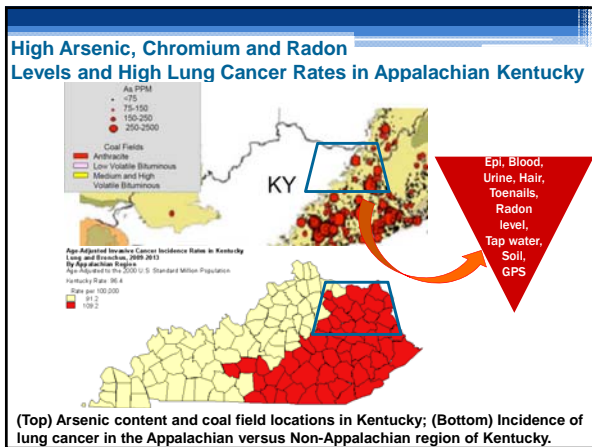 High Arsenic, Chromium and Radon
Levels and High Lung Cancer Rates in Appalachian Kentucky
As PPM
<75
75-150
150-250
250-2500
Coal Fields
Anthracite
Low Volatile Bituminous
Medium and High
Volatile Bituminous
KY
Epi, Blood,
Urine, Hair,
Toenails,
Radon
level,
Tap water,
Soil,
GPS
Age-Adjusted Invasive Cancer Incidence Rates in Kentucky
Lung and Bronchus, 2009-2013
By Appalachian Region
Age-Adjusted to the 2000 U.S. Standard Million Population
Kentucky Rate: 96.4
Rate per 100,000
91.2
109.2
(Top) Arsenic content and coal field locations in Kentucky; (Bottom) Incidence of
lung cancer in the Appalachian versus Non-Appalachian region of Kentucky.